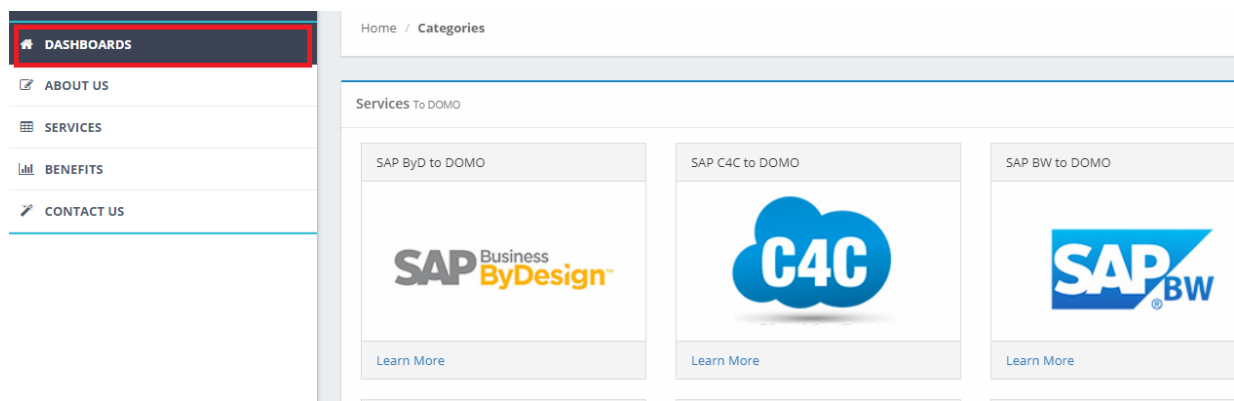 DASHBOARDS
ABOUT US
SERVICES
BENEFITS
CONTACT US
Home / Categories
Services To DOMO
SAP ByD to DOMO
SAP Business ByDesign™
Learn More
SAP C4C to DOMO
C4C
Learn More
SAP BW to DOMO
SAP® BW
Learn More